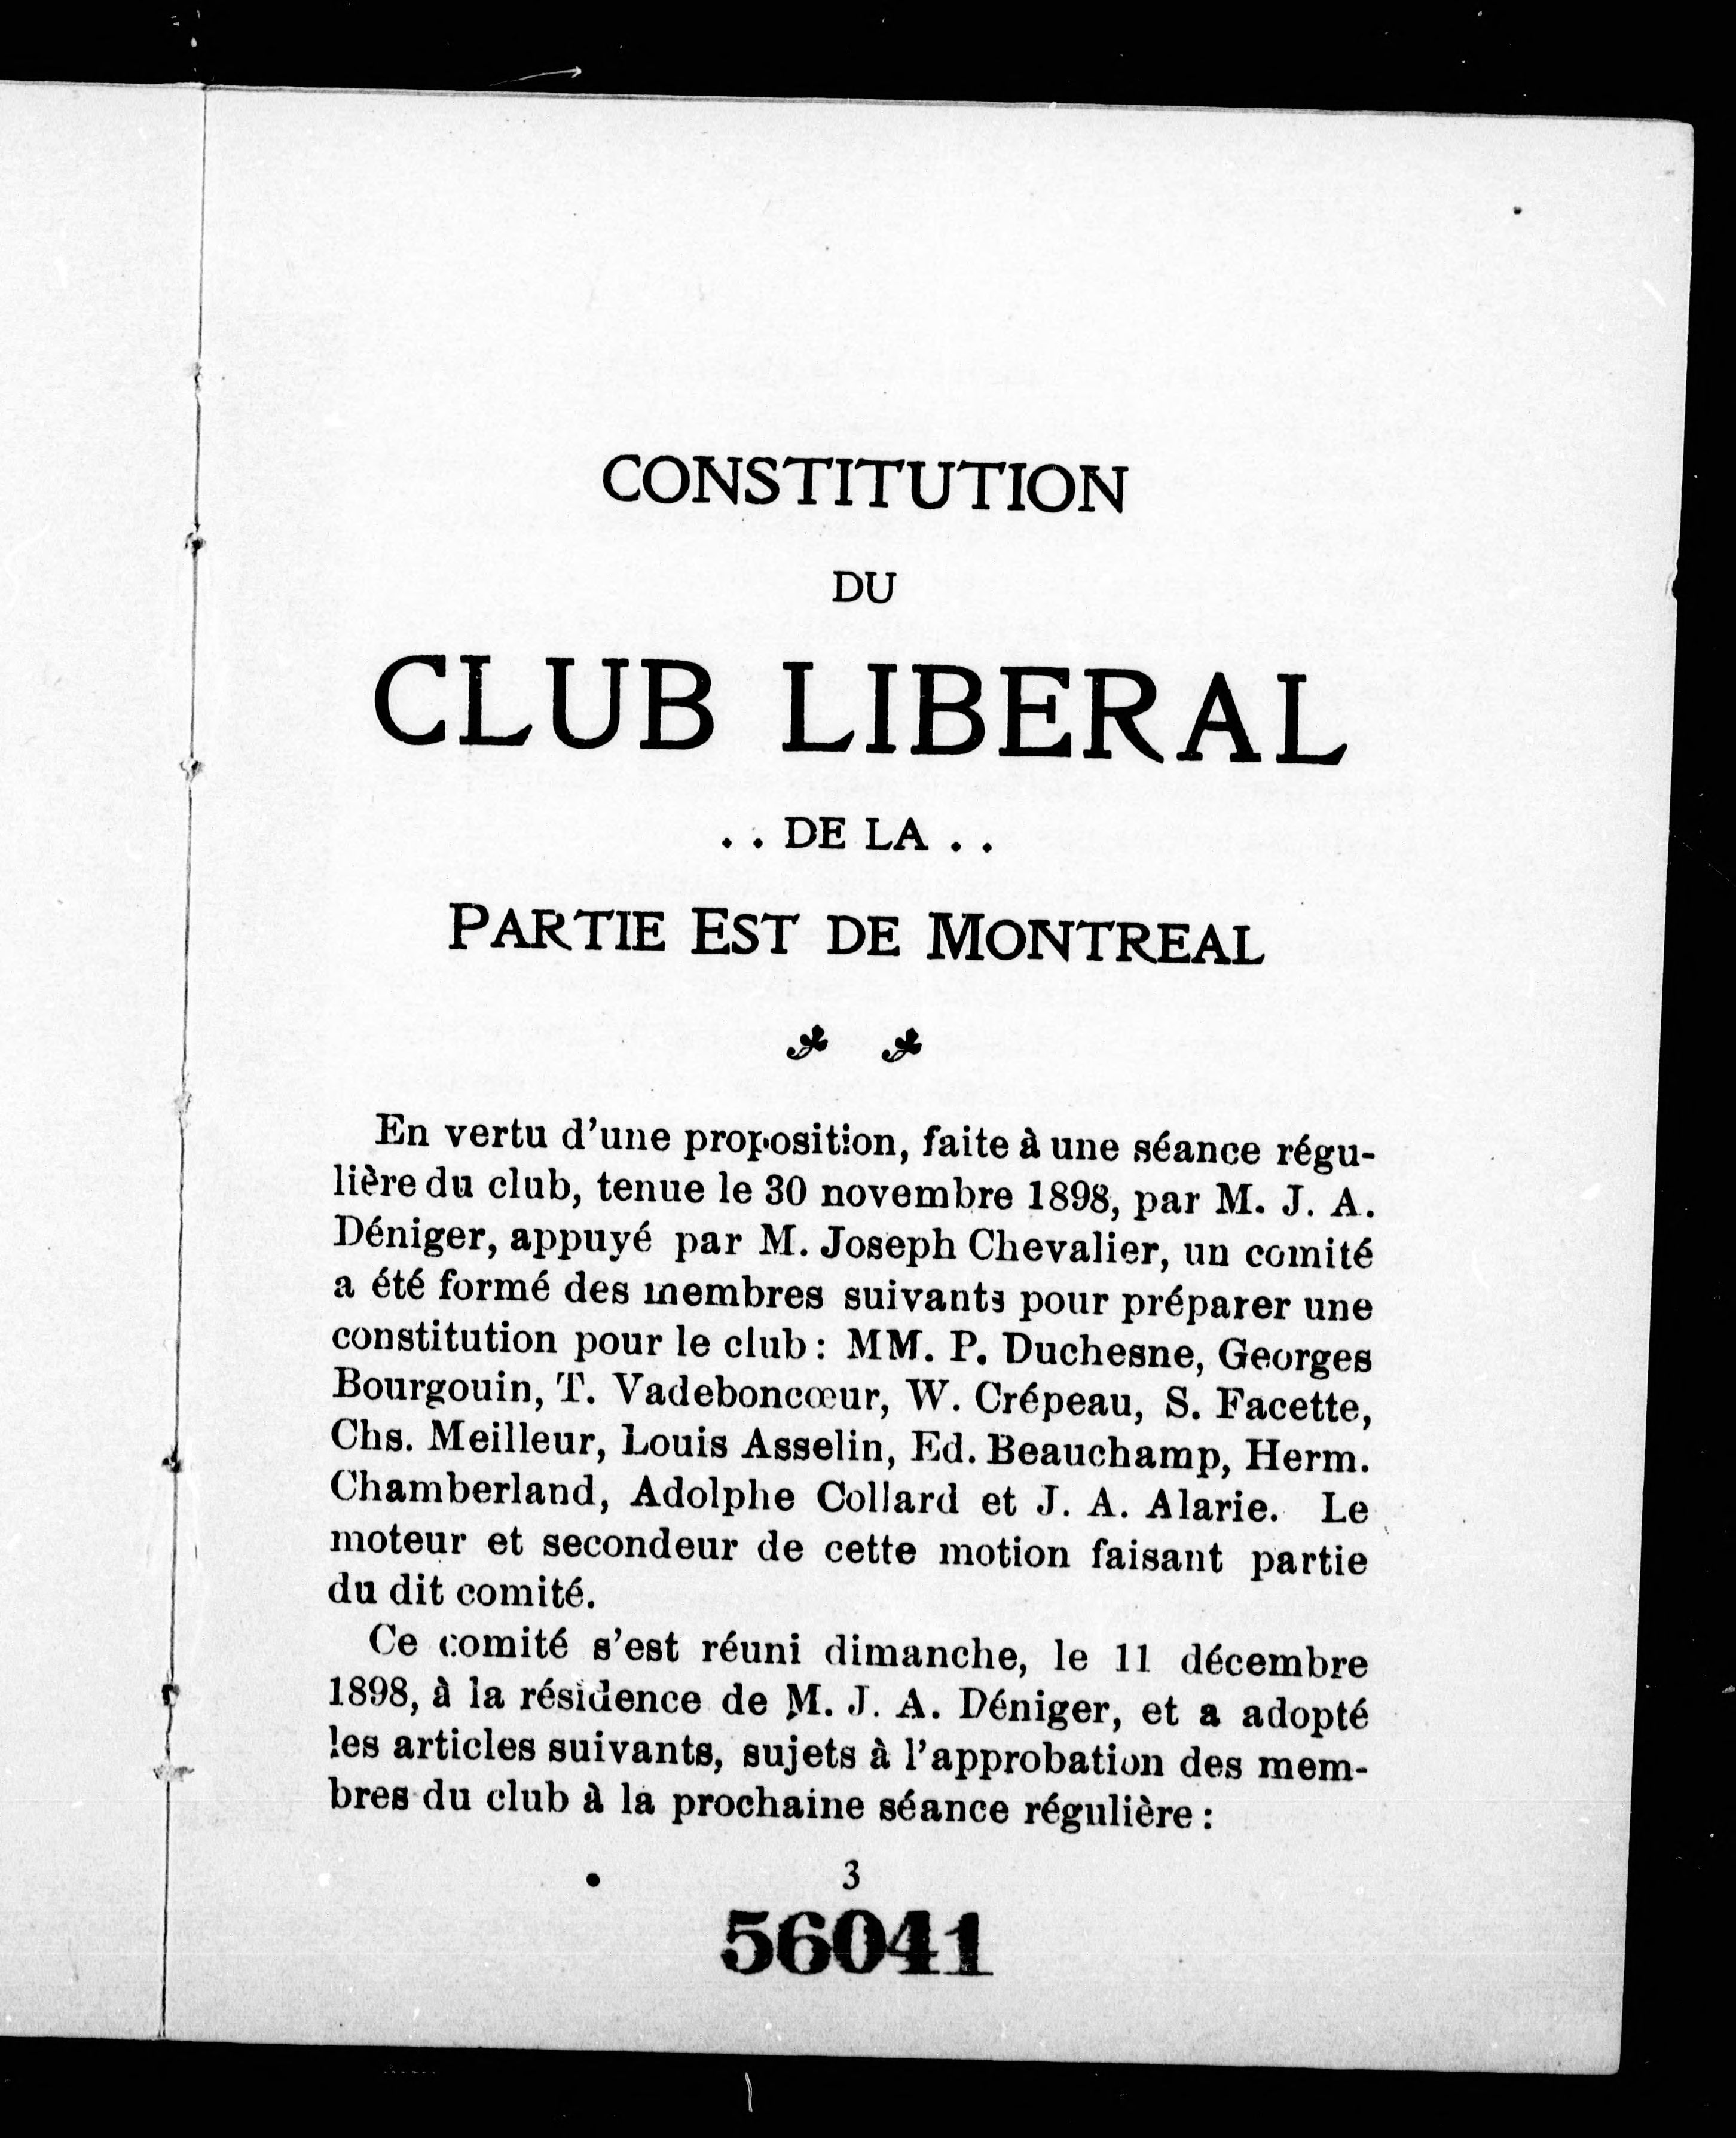 CONSTITUTION
DU
CLUB LIBERAL
. . DE LA . .
PARTIE EST DE MONTREAL
En vertu d'une proposition, faite à une séance régu-
lière du club, tenue le 30 novembre 1898, par M. J. A.
Déniger, appuyé par M. Joseph Chevalier, un comité
a été formé des membres suivants pour préparer une
constitution pour le club : MM. P. Duchesne, Georges
Bourgouin, T. Vadeboncœur, W. Crépeau, S. Facette,
Chs. Meilleur, Louis Asselin, Ed. Beauchamp, Herm.
Chamberland, Adolphe Collard et J. A. Alarie. Le
moteur et secondeur de cette motion faisant partie
du dit comité.
Ce comité s'est réuni dimanche, le 11 décembre
1898, à la résidence de M. J. A. Déniger, et a adopté
les articles suivants, sujets à l'approbation des mem-
bres du club à la prochaine séance régulière :
3
56041